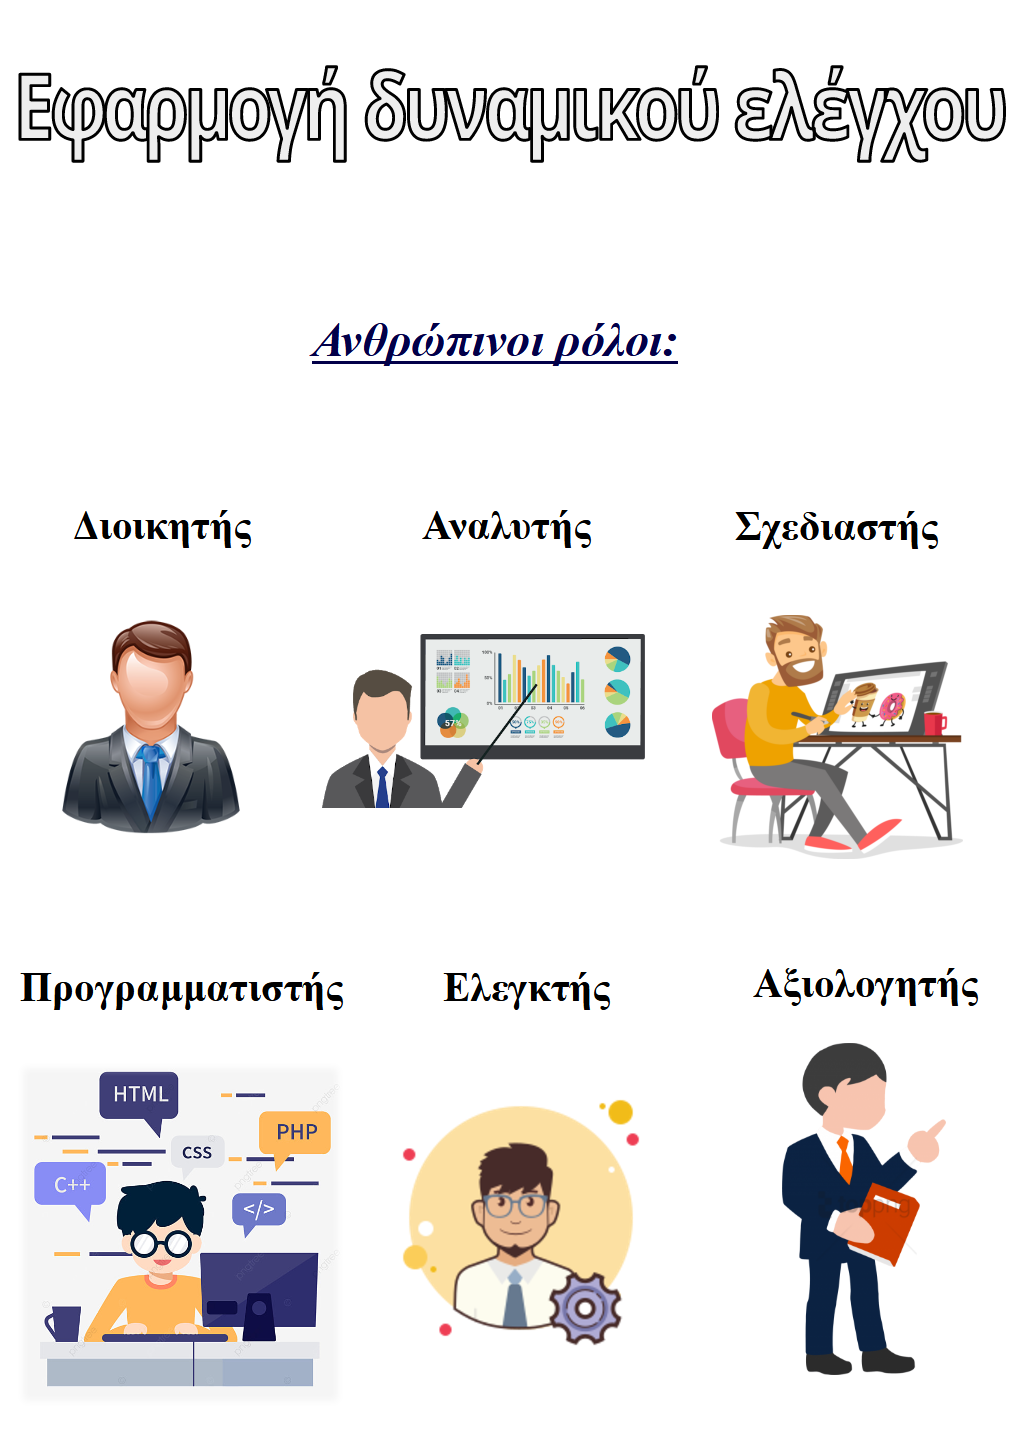 Εφαρμογή δυναμικού ελέγχου
Ανθρώπινοι ρόλοι:
Διοικητής
Αναλυτής
Σχεδιαστής
57%
Προγραμματιστής
Ελεγκτής
Αξιολογητής
HTML
PHP
CSS
C++
</>